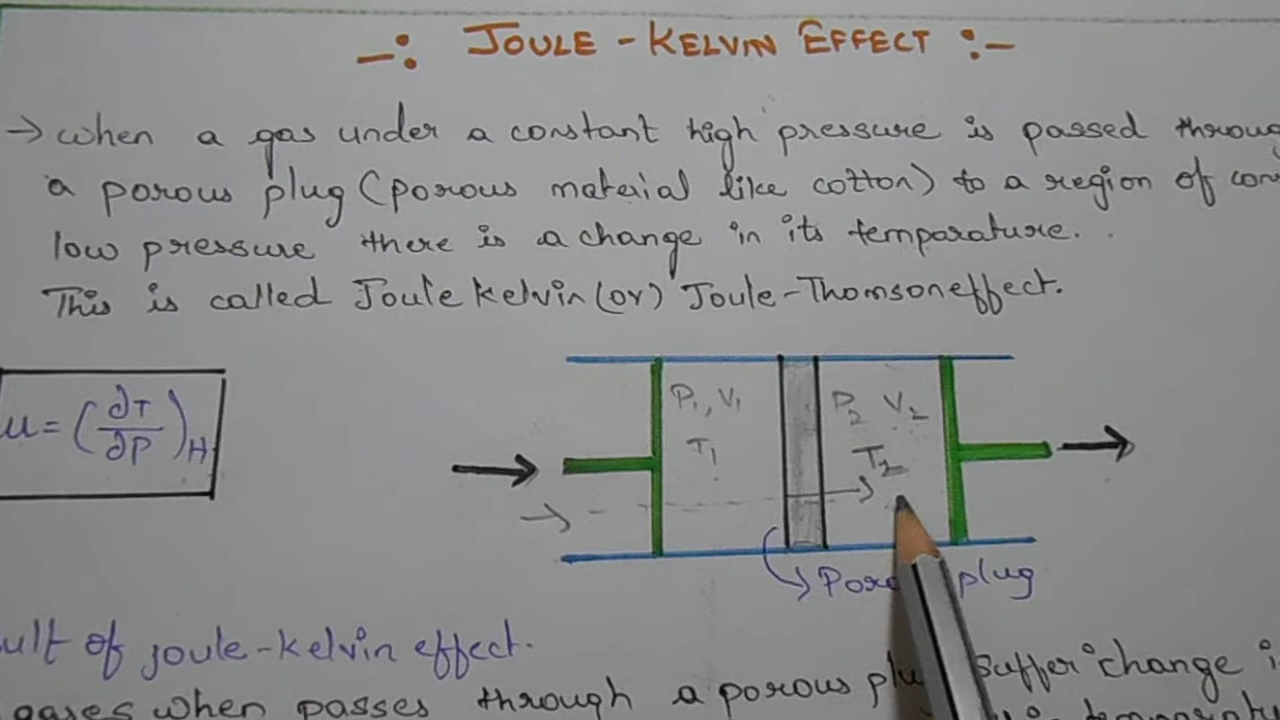 -: JOULE - KELVIN EFFECT :-
→ when a gas under a constant high pressure is passed throug
a porous plug (porous material like cotton) to a region of con
low pressure there is a change in its temparature.
This is called Joule kelvin (or) Joule-Thomson effect.
μ = (∂T/∂P)H
P1, V1
T1
P2 V2
T2
Poro plug
ult of joule-kelvin effect.
gases when passes through a porous plu suffer change i